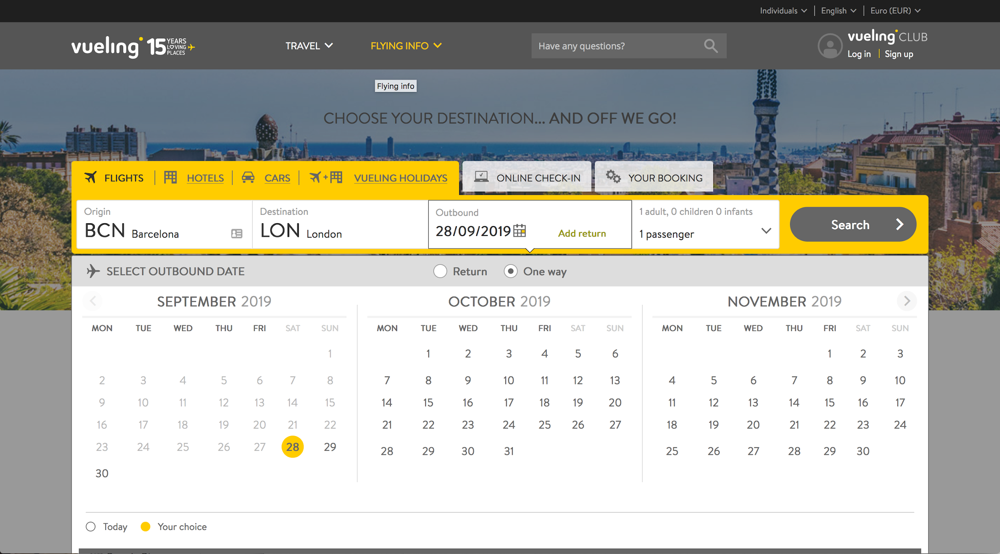 Individuals English Euro (EUR)
vueling 15 YEARS LOVING PLACES
TRAVEL FLYING INFO
Have any questions?
vueling CLUB
Log in Sign up
Flying info
CHOOSE YOUR DESTINATION... AND OFF WE GO!
FLIGHTS HOTELS CARS + VUELING HOLIDAYS ONLINE CHECK-IN YOUR BOOKING
Origin
BCN Barcelona
Destination
LON London
Outbound
28/09/2019 Add return
1 adult, 0 children 0 infants
1 passenger
Search
SELECT OUTBOUND DATE Return One way
SEPTEMBER 2019
MON TUE WED THU FRI SAT SUN
1
2 3 4 5 6 7 8
9 10 11 12 13 14 15
16 17 18 19 20 21 22
23 24 25 26 27 28 29
30
OCTOBER 2019
MON TUE WED THU FRI SAT SUN
1 2 3 4 5 6
7 8 9 10 11 12 13
14 15 16 17 18 19 20
21 22 23 24 25 26 27
28 29 30 31
NOVEMBER 2019
MON TUE WED THU FRI SAT SUN
1 2 3
4 5 6 7 8 9 10
11 12 13 14 15 16 17
18 19 20 21 22 23 24
25 26 27 28 29 30
Today Your choice